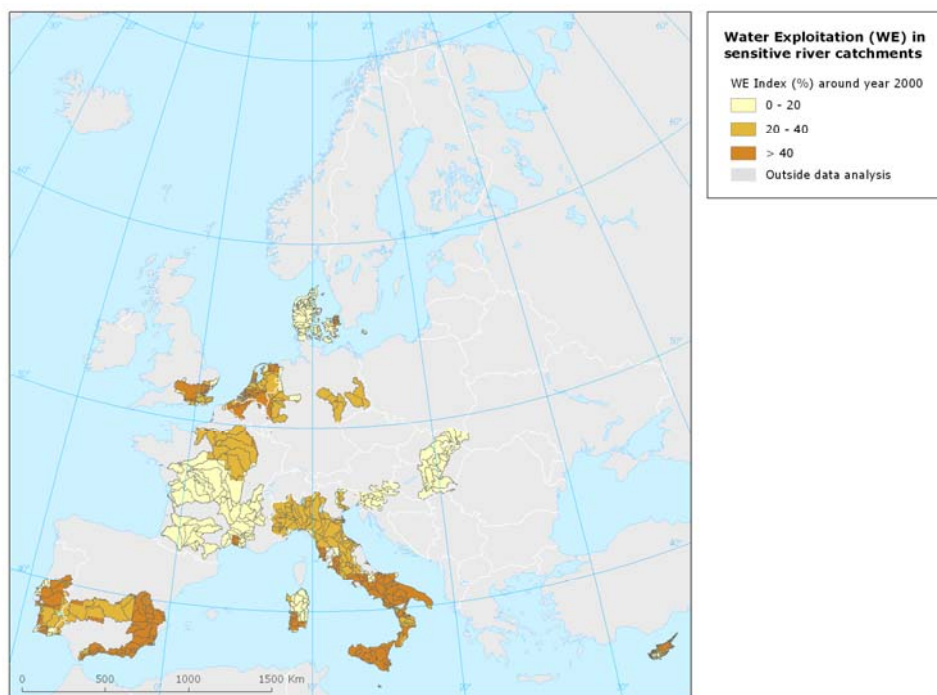 Water Exploitation (WE) in
sensitive river catchments
WE Index (%) around year 2000
0 - 20
20 - 40
> 40
Outside data analysis
0 500 1000 1500 Km